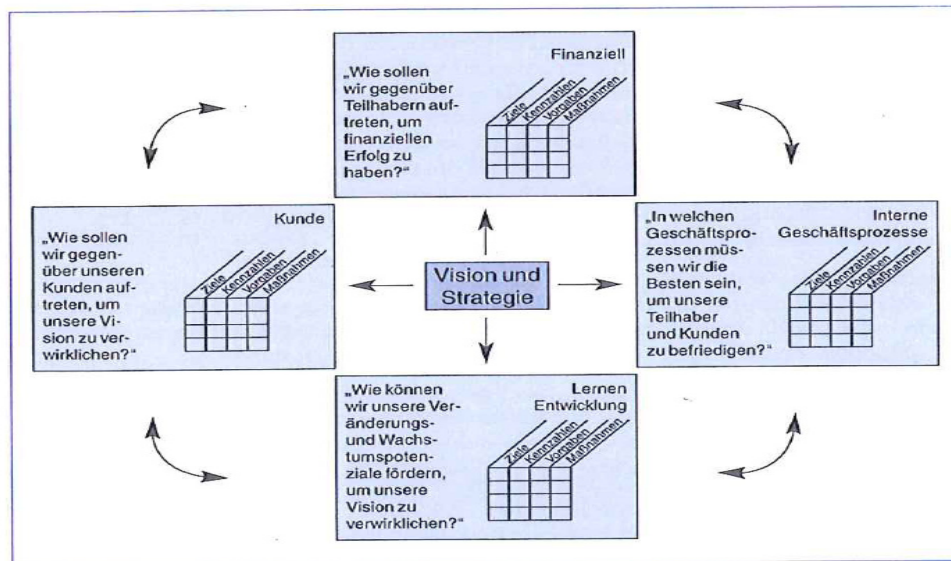 Finanziell
„Wie sollen
wir gegenüber
Teilhabern auf-
treten, um
finanziellen
Erfolg zu
haben?“
Ziele
Kennzahlen
Vorgaben
Maßnahmen
Kunde
„Wie sollen
wir gegen-
über unseren
Kunden auf-
treten, um
unsere Vi-
sion zu ver-
wirklichen?“
Ziele
Kennzahlen
Vorgaben
Maßnahmen
Vision und
Strategie
Interne
Geschäftsprozesse
„In welchen
Geschäftspro-
zessen müs-
sen wir die
Besten sein,
um unsere
Teilhaber
und Kunden
zu befriedigen?“
Ziele
Kennzahlen
Vorgaben
Maßnahmen
Lernen
Entwicklung
„Wie können
wir unsere Ver-
änderungs-
und Wachs-
tumspoten-
ziale fördern,
um unsere
Vision zu
verwirklichen?“
Ziele
Kennzahlen
Vorgaben
Maßnahmen